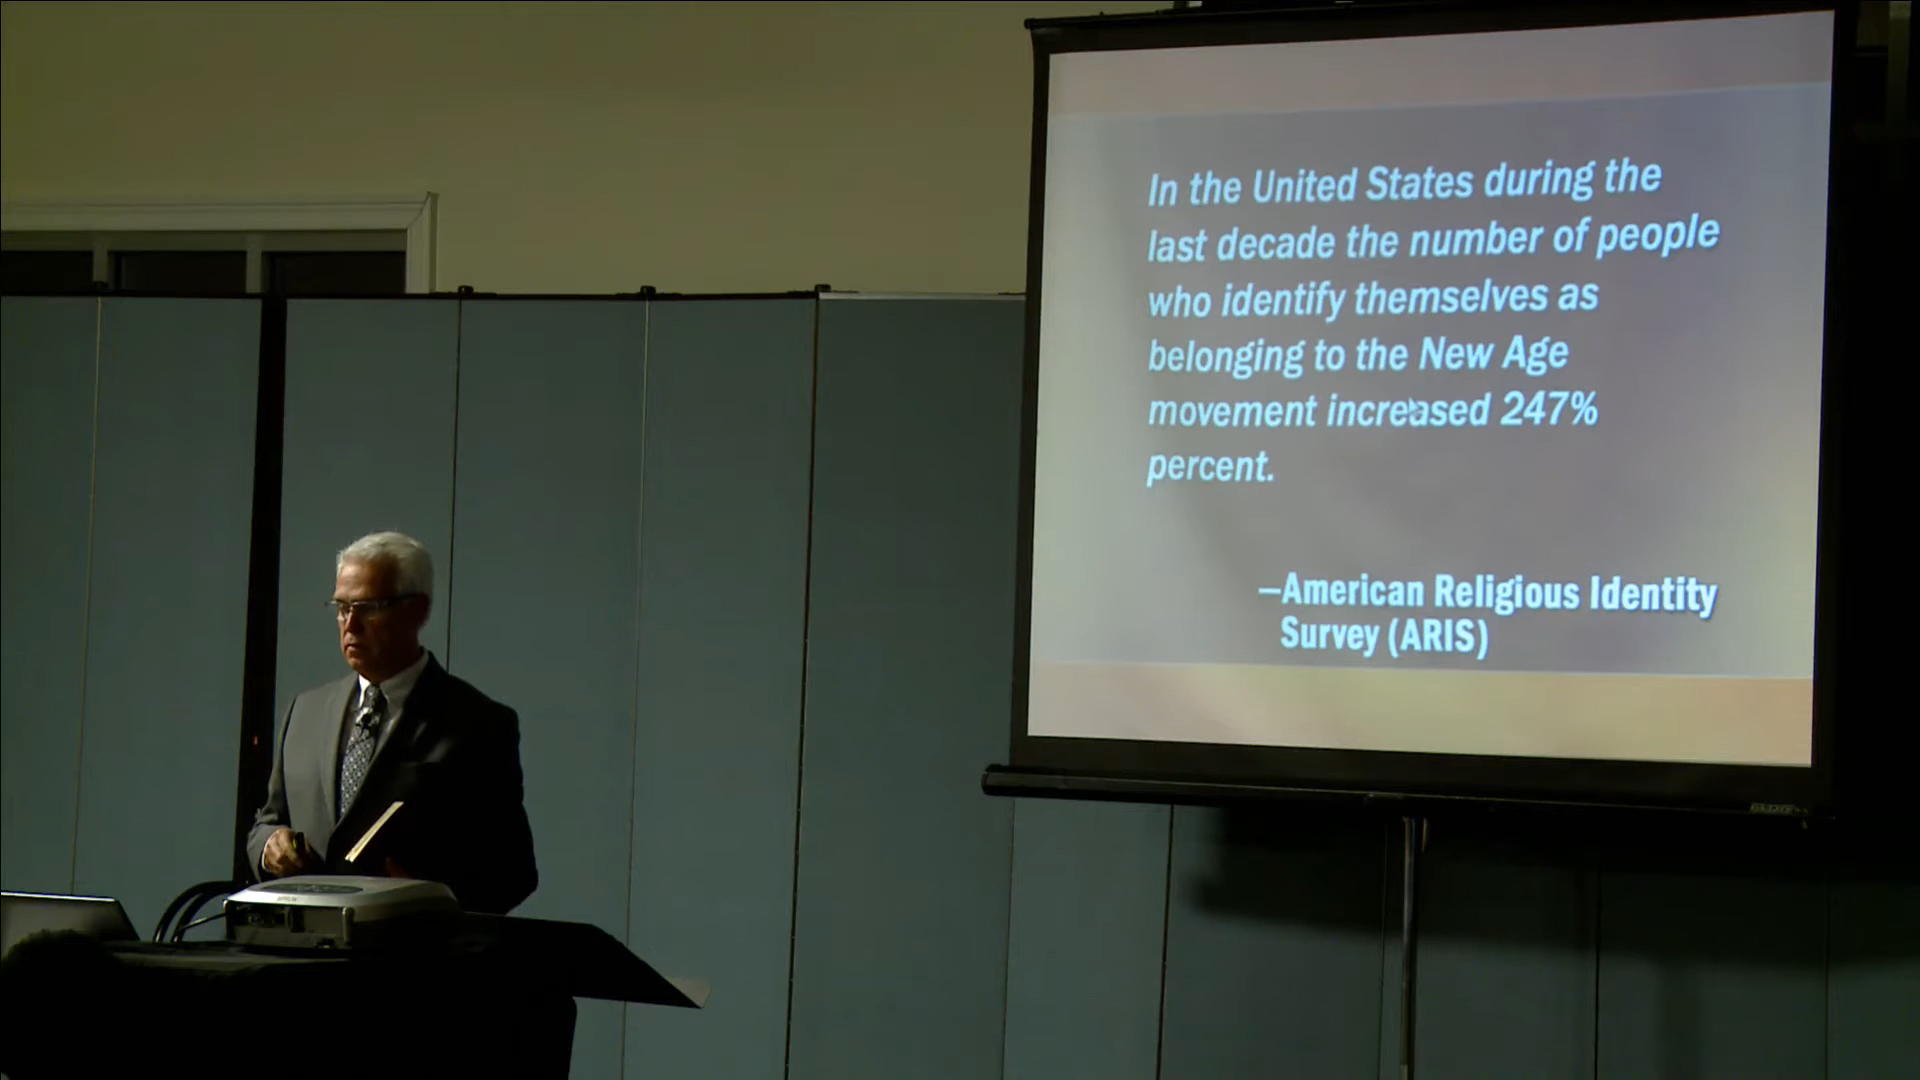 In the United States during the
last decade the number of people
who identify themselves as
belonging to the New Age
movement increased 247%
percent.
—American Religious Identity
Survey (ARIS)